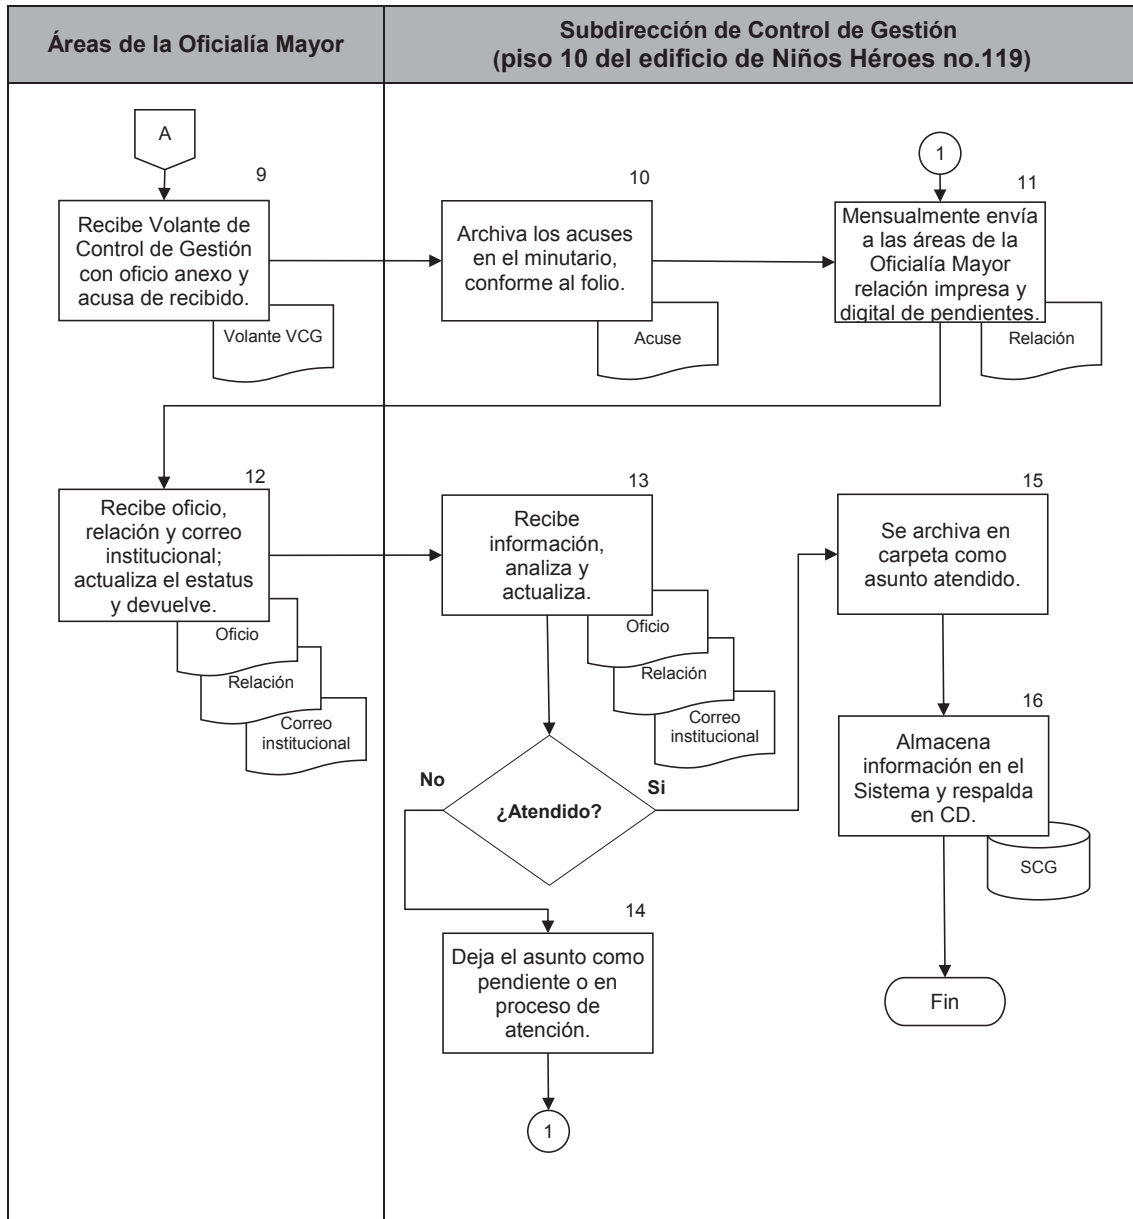 Áreas de la Oficialía Mayor
Subdirección de Control de Gestión
(piso 10 del edificio de Niños Héroes no.119)
A
9
Recibe Volante de
Control de Gestión
con oficio anexo y
acusa de recibido.
Volante VCG
10
Archiva los acuses
en el minutario,
conforme al folio.
Acuse
1
11
Mensualmente envía
a las áreas de la
Oficialía Mayor
relación impresa y
digital de pendientes.
Relación
12
Recibe oficio,
relación y correo
institucional;
actualiza el estatus
y devuelve.
Oficio
Relación
Correo
institucional
13
Recibe
información,
analiza y
actualiza.
Oficio
Relación
Correo
institucional
No
¿Atendido?
Si
14
Deja el asunto como
pendiente o en
proceso de
atención.
1
15
Se archiva en
carpeta como
asunto atendido.
16
Almacena
información en el
Sistema y respalda
en CD.
SCG
Fin